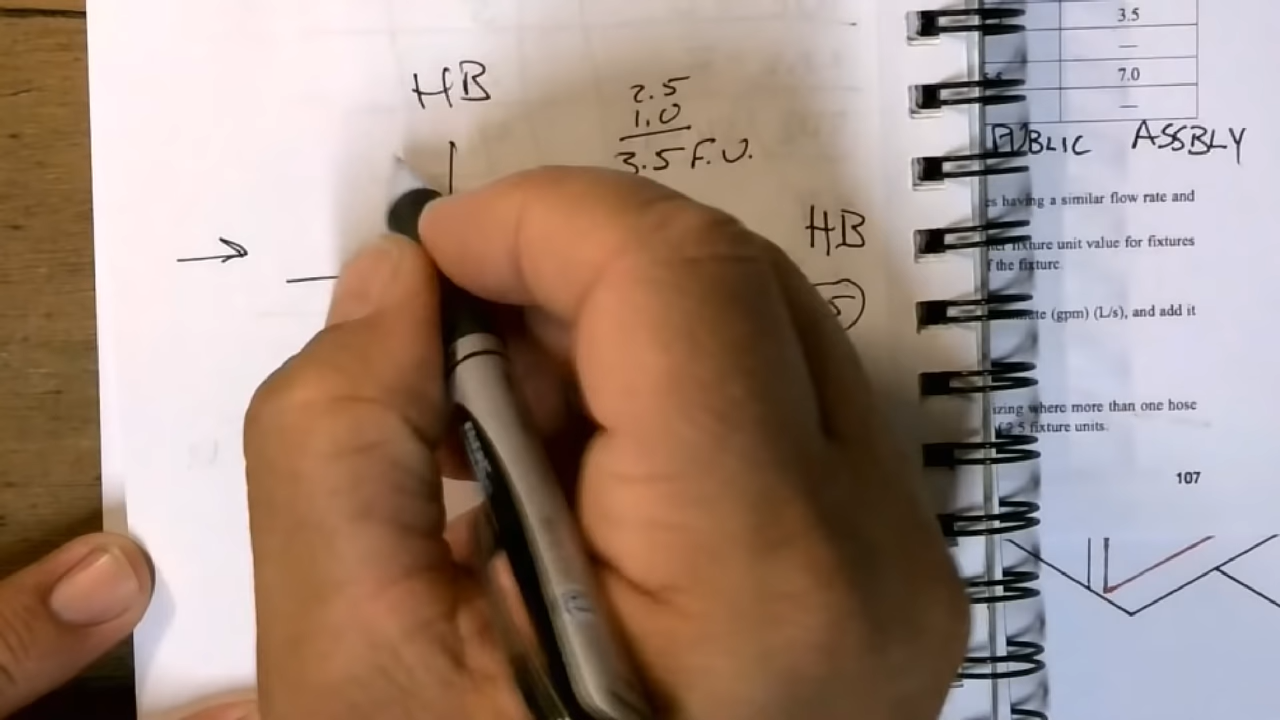 HB
2.5
1.0
3.5 F.U.
HB
3.5
—
7.0
—
PUBLIC ASSBLY
having a similar flow rate and
fixture unit value for fixtures
the fixture.
(gpm) (L/s), and add it
izing where more than one hose
5 fixture units.
107